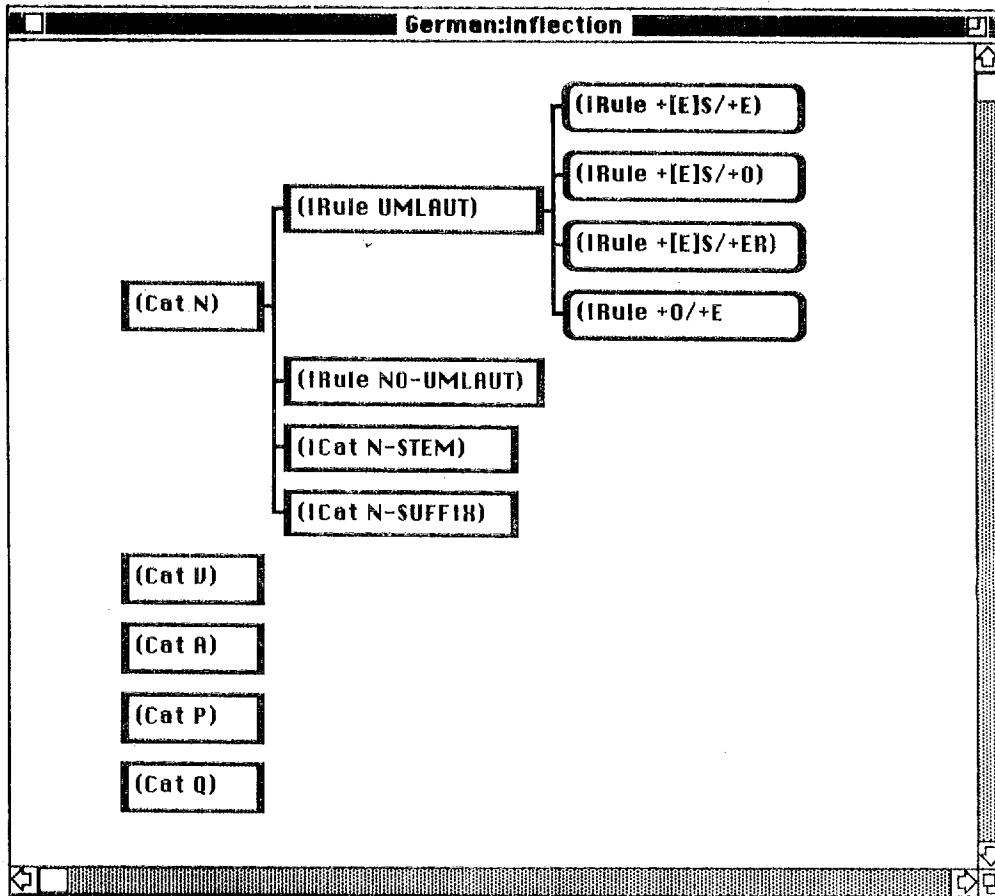 German:Inflection
(IRule +[E]S/+E)
(IRule +[E]S/+0)
(IRule UMLAUT)
(IRule +[E]S/+ER)
(Cat N)
(IRule +0/+E
(IRule NO-UMLAUT)
(ICat N-STEM)
(ICat N-SUFFIX)
(Cat V)
(Cat A)
(Cat P)
(Cat Q)